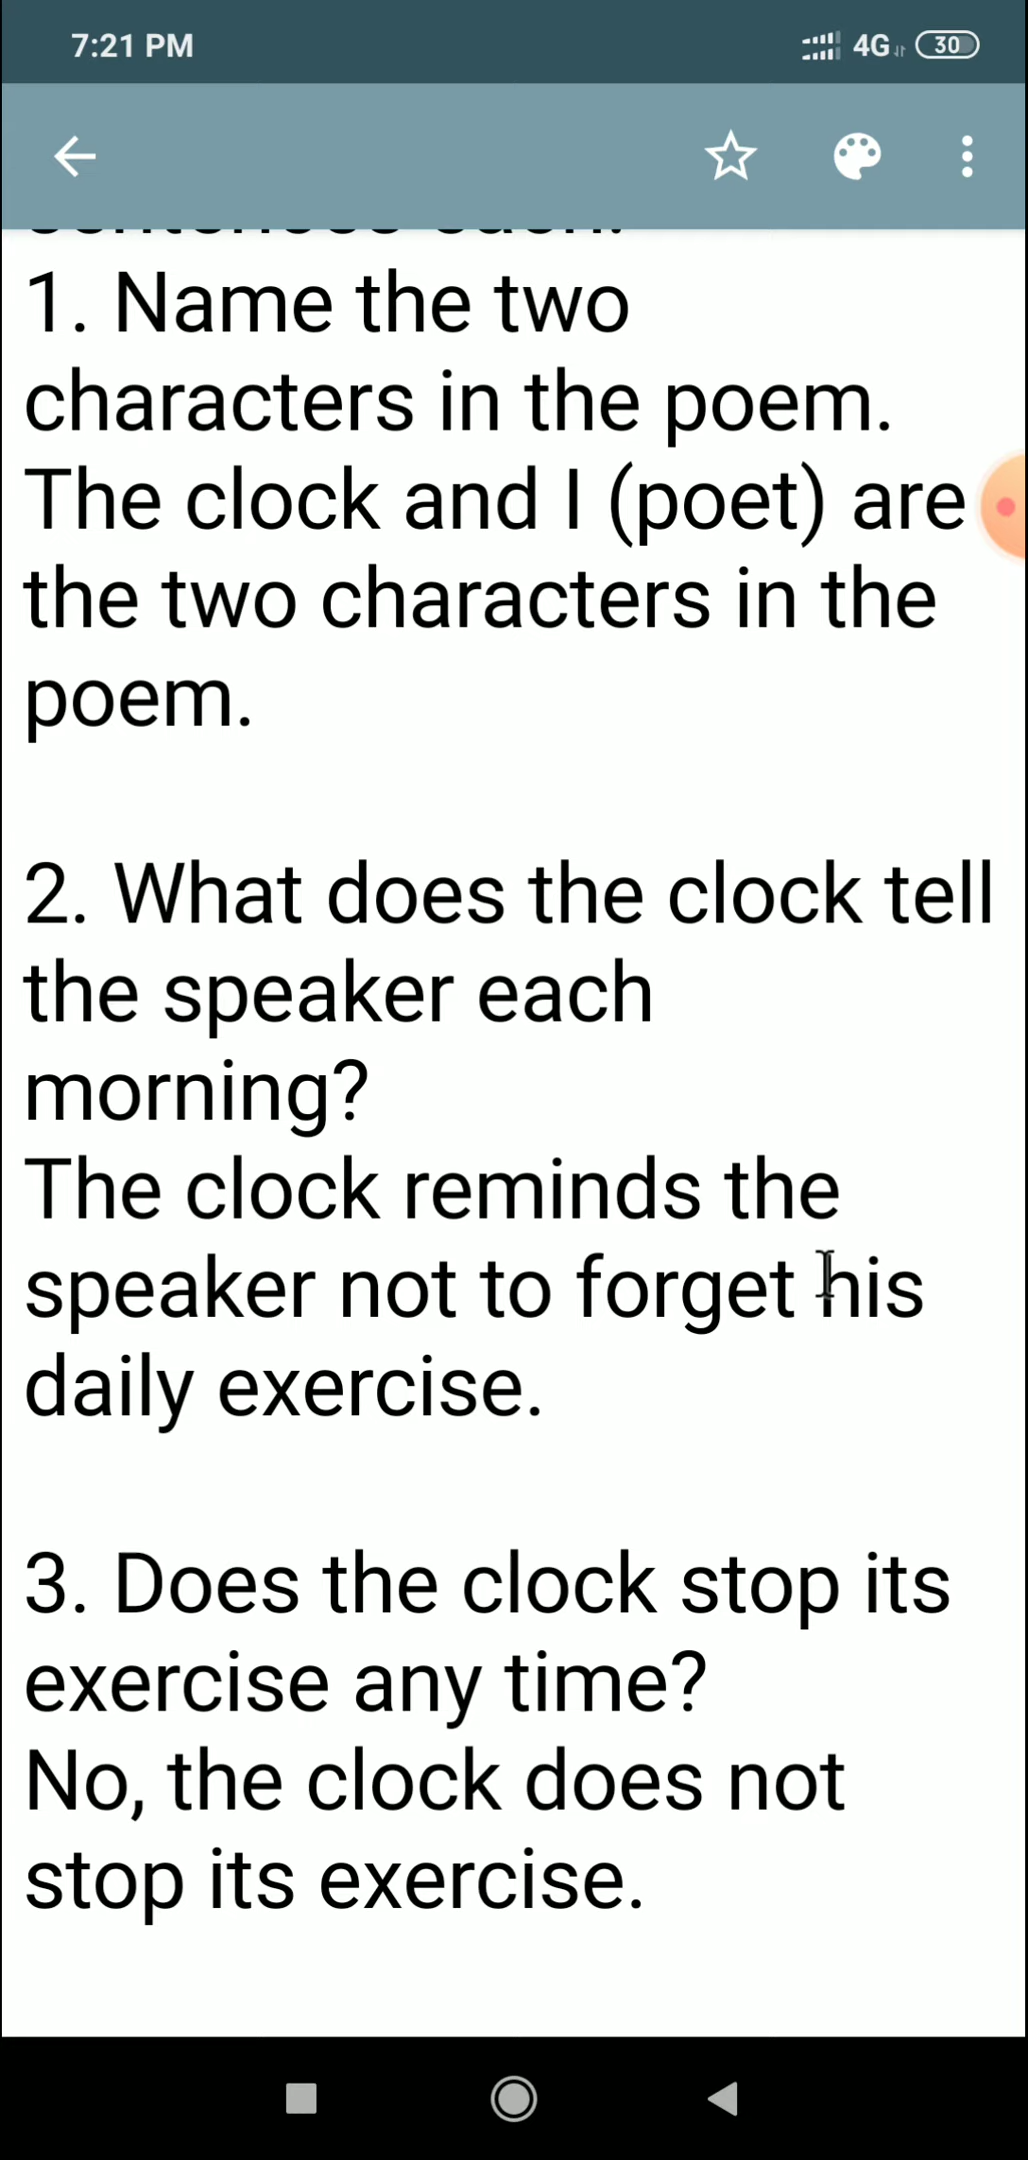 7:21 PM
4G
30
1. Name the two
characters in the poem.
The clock and I (poet) are
the two characters in the
poem.
2. What does the clock tell
the speaker each
morning?
The clock reminds the
speaker not to forget his
daily exercise.
3. Does the clock stop its
exercise any time?
No, the clock does not
stop its exercise.